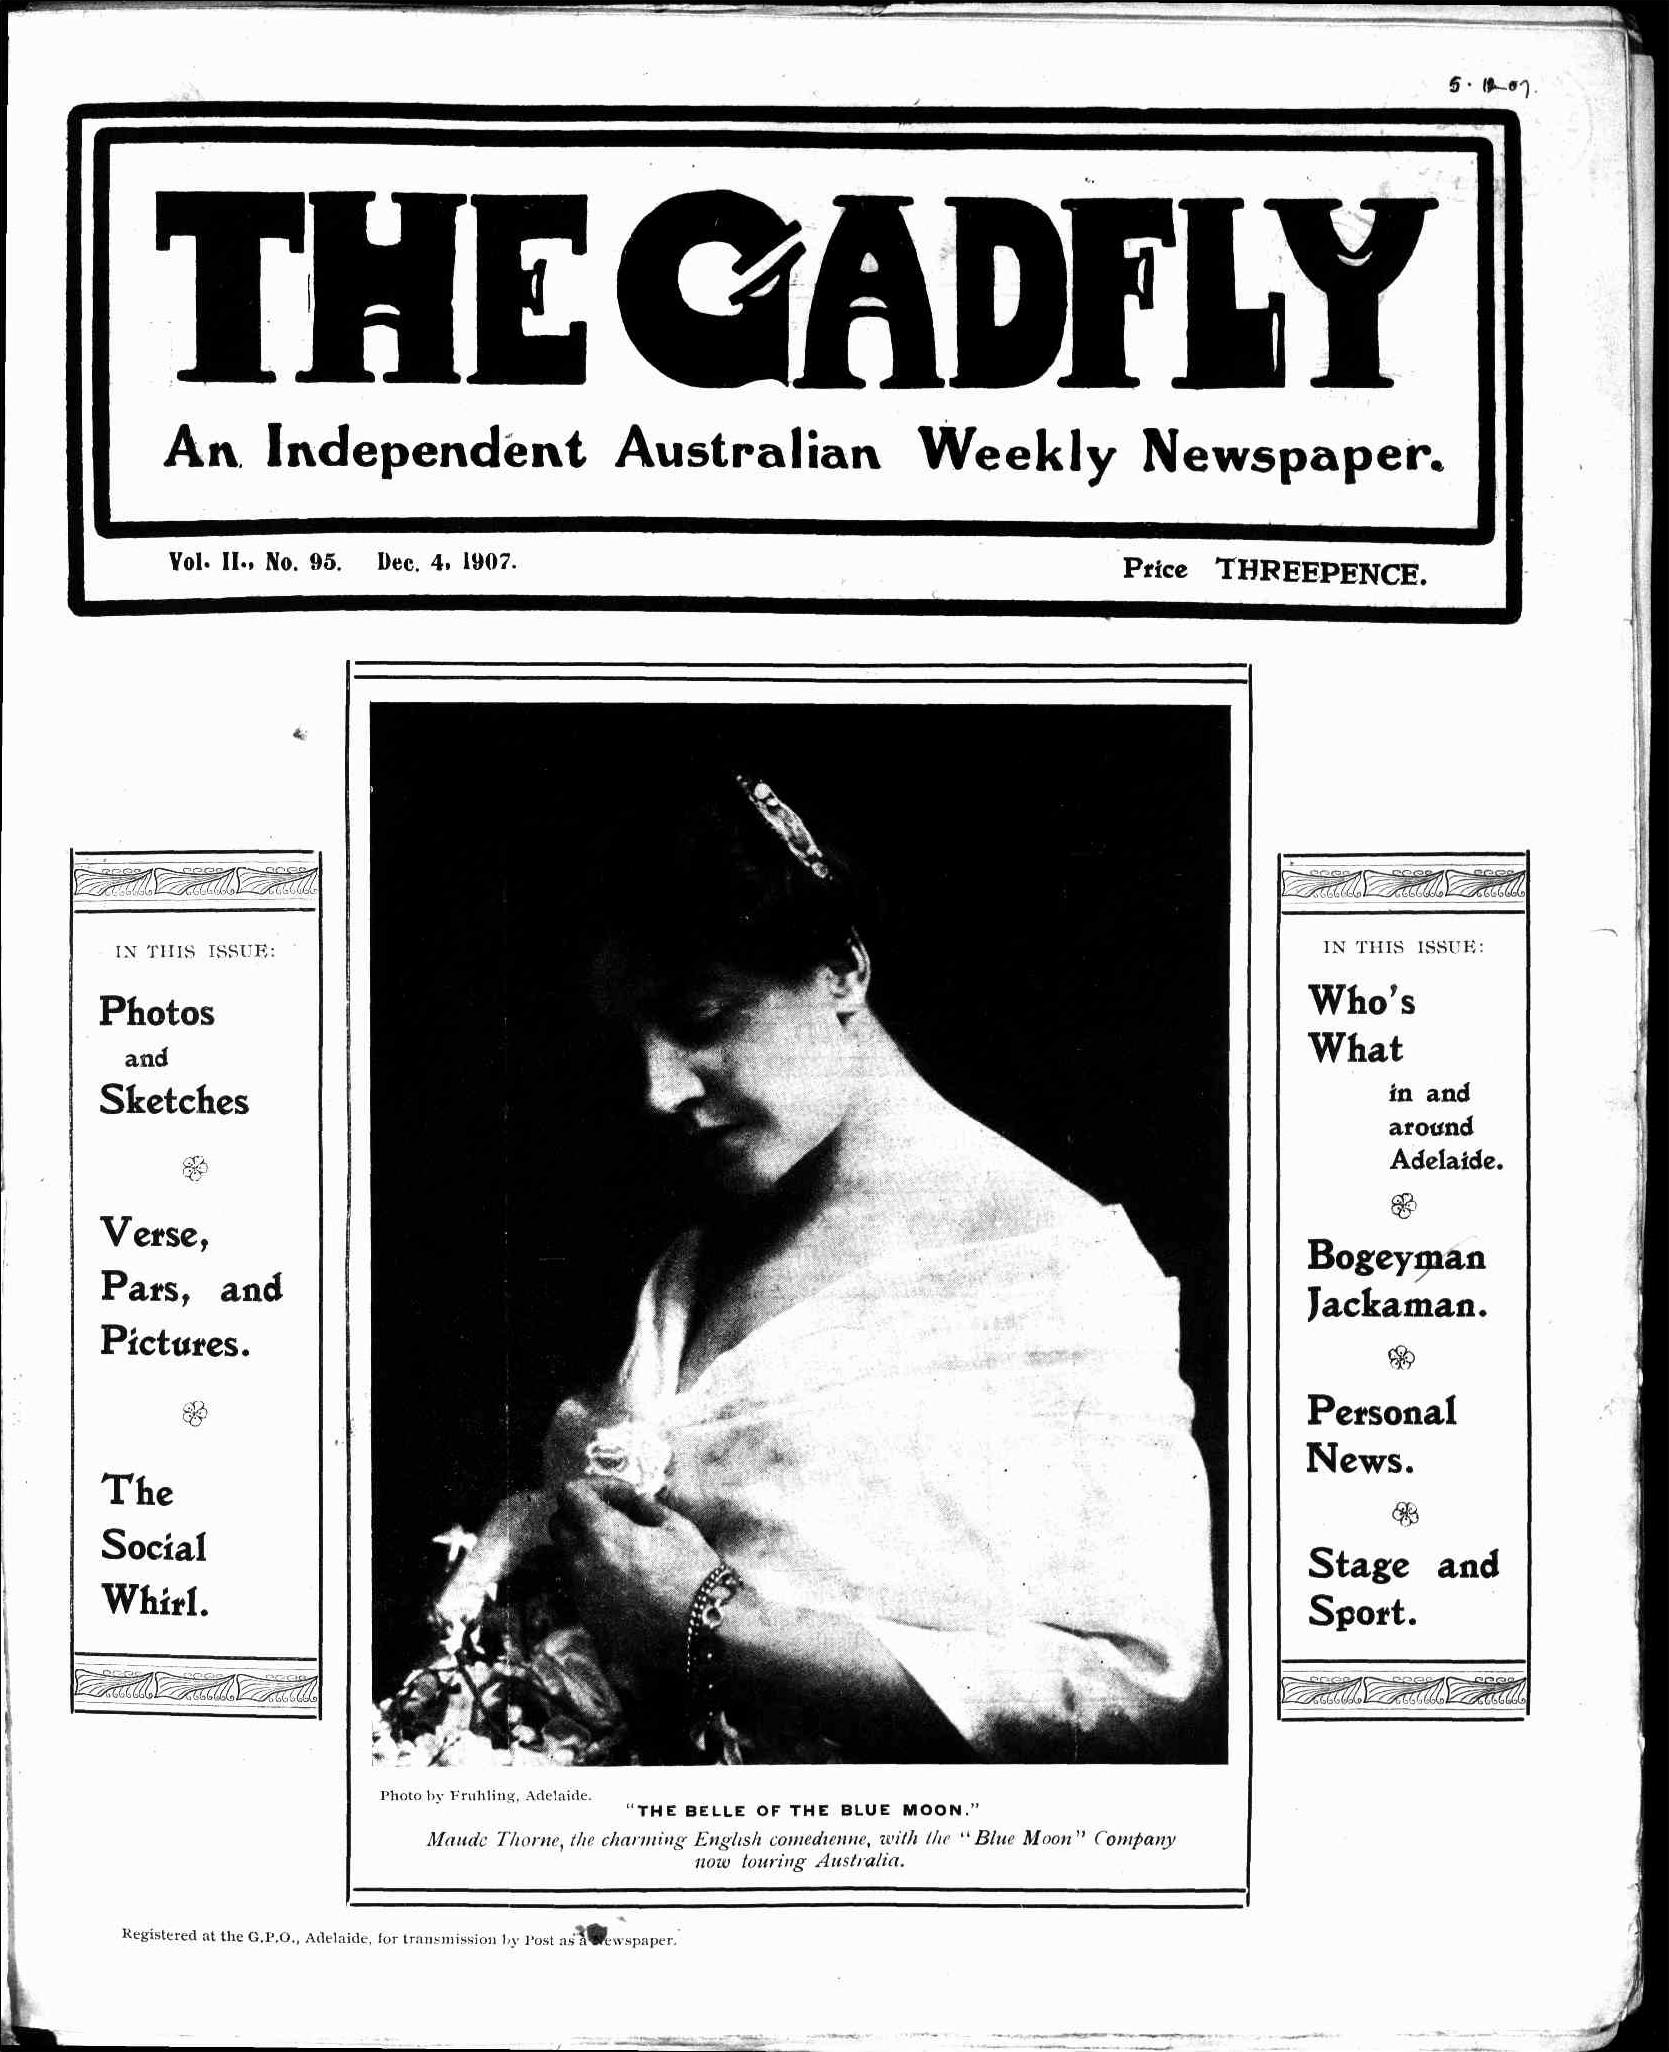 5.12.07.
THE GADFLY
An Independent Australian Weekly Newspaper.
Vol. II., No. 95. Dec. 4, 1907.
Price THREEPENCE.
IN THIS ISSUE:
Photos
and
Sketches
Verse,
Pars, and
Pictures.
The
Social
Whirl.
Photo by Fruhling, Adelaide.
"THE BELLE OF THE BLUE MOON."
Maude Thorne, the charming English comedienne, with the "Blue Moon" Company
now touring Australia.
IN THIS ISSUE:
Who's
What
in and
around
Adelaide.
Bogeyman
Jackaman.
Personal
News.
Stage and
Sport.
Registered at the G.P.O., Adelaide, for transmission by Post as a Newspaper.